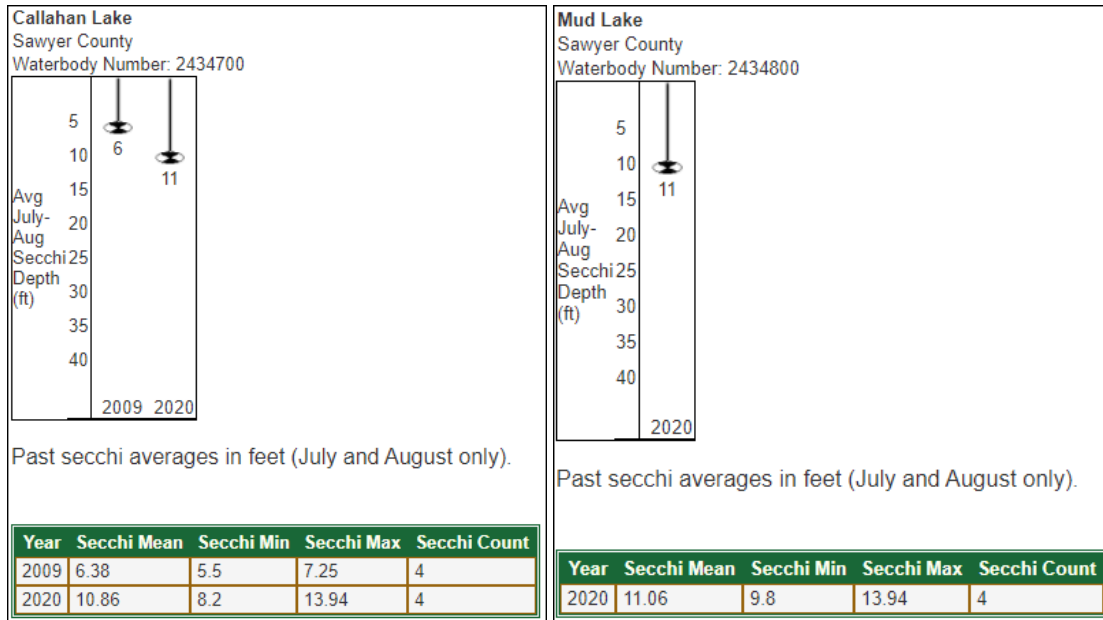 Callahan Lake
Sawyer County
Waterbody Number: 2434700
5
10
15
20
25
30
35
40
Avg
July-
Aug
Secchi
Depth
(ft)
6
11
2009 2020
Past secchi averages in feet (July and August only).
Year Secchi Mean Secchi Min Secchi Max Secchi Count
2009 6.38 5.5 7.25 4
2020 10.86 8.2 13.94 4
Mud Lake
Sawyer County
Waterbody Number: 2434800
5
10
15
20
25
30
35
40
Avg
July-
Aug
Secchi
Depth
(ft)
11
2020
Past secchi averages in feet (July and August only).
Year Secchi Mean Secchi Min Secchi Max Secchi Count
2020 11.06 9.8 13.94 4